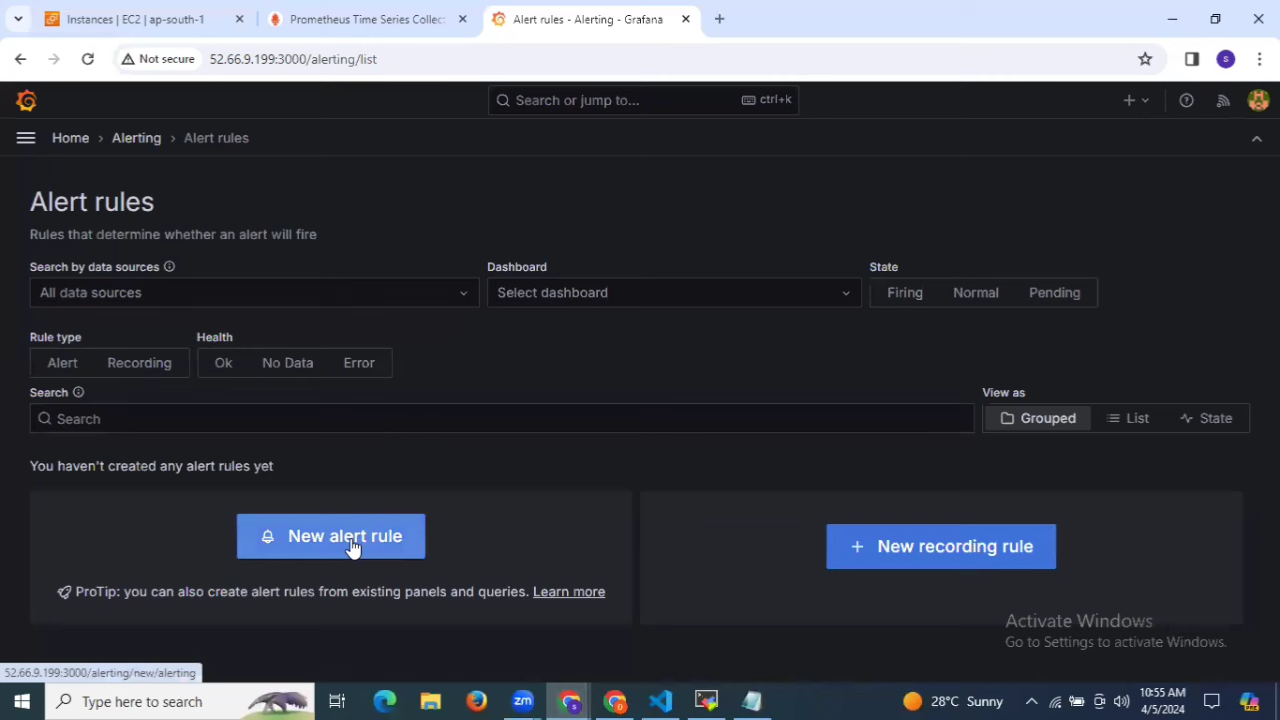 Instances | EC2 | ap-south-1
Prometheus Time Series Collec
Alert rules - Alerting - Grafana
Not secure
52.66.9.199:3000/alerting/list
S
Search or jump to...
ctrl+k
Home › Alerting › Alert rules
Alert rules
Rules that determine whether an alert will fire
Search by data sources
Dashboard
State
All data sources
Select dashboard
Firing Normal Pending
Rule type
Health
Alert Recording
Ok No Data Error
Search
View as
Search
Grouped List State
You haven't created any alert rules yet
New alert rule
+ New recording rule
ProTip: you can also create alert rules from existing panels and queries. Learn more
Activate Windows
Go to Settings to activate Windows.
52.66.9.199:3000/alerting/new/alerting
Type here to search
zm
28°C Sunny
10:55 AM
4/5/2024